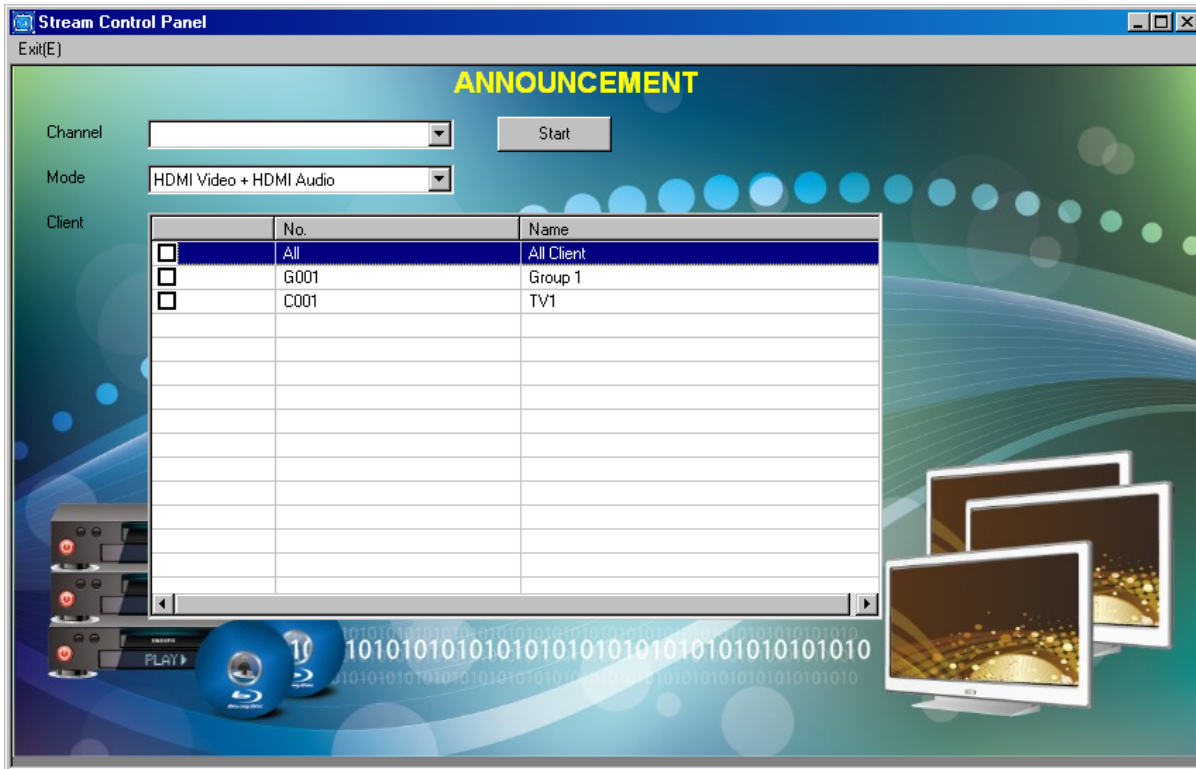 Stream Control Panel
Exit(E)
ANNOUNCEMENT
Channel
Start
Mode HDMI Video + HDMI Audio
Client
No. Name
All All Client
G001 Group 1
C001 TV1
PLAY